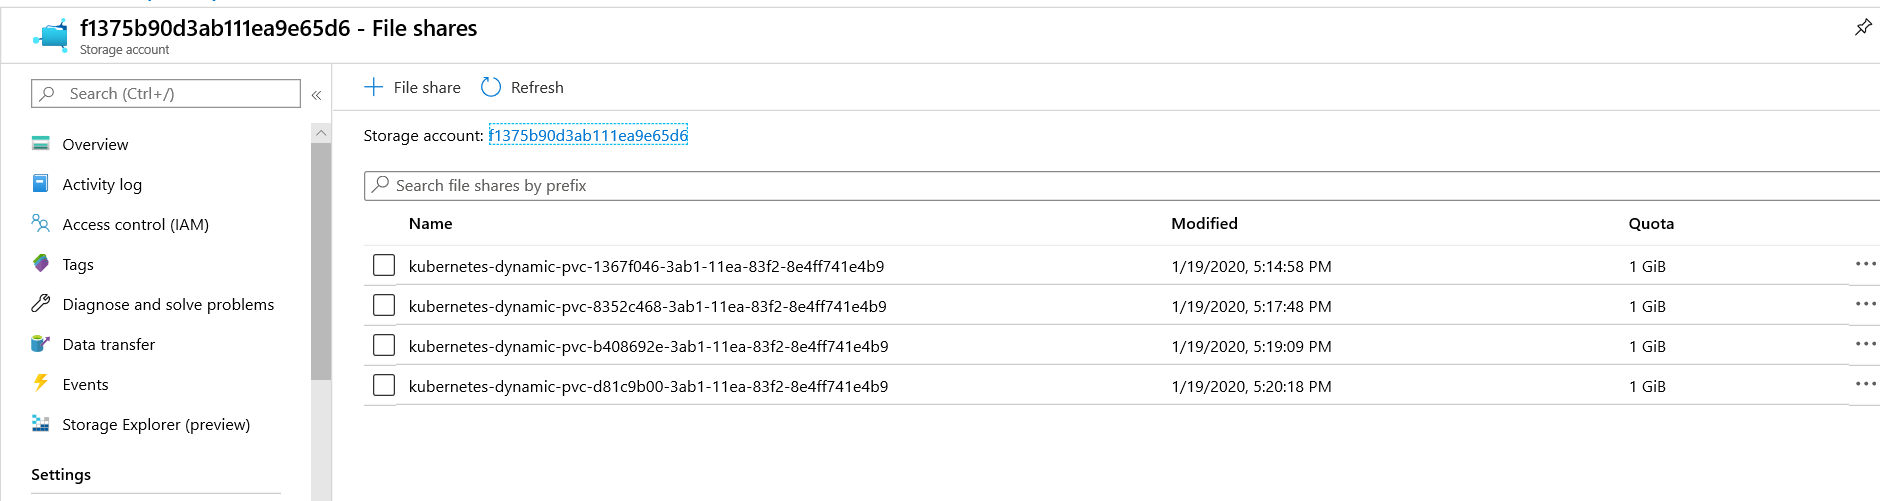 f1375b90d3ab111ea9e65d6 - File shares
Storage account
Search (Ctrl+/)
«
Overview
Activity log
Access control (IAM)
Tags
Diagnose and solve problems
Data transfer
Events
Storage Explorer (preview)
Settings
+ File share Refresh
Storage account: f1375b90d3ab111ea9e65d6
Search file shares by prefix
Name Modified Quota
kubernetes-dynamic-pvc-1367f046-3ab1-11ea-83f2-8e4ff741e4b9 1/19/2020, 5:14:58 PM 1 GiB ...
kubernetes-dynamic-pvc-8352c468-3ab1-11ea-83f2-8e4ff741e4b9 1/19/2020, 5:17:48 PM 1 GiB ...
kubernetes-dynamic-pvc-b408692e-3ab1-11ea-83f2-8e4ff741e4b9 1/19/2020, 5:19:09 PM 1 GiB ...
kubernetes-dynamic-pvc-d81c9b00-3ab1-11ea-83f2-8e4ff741e4b9 1/19/2020, 5:20:18 PM 1 GiB ...